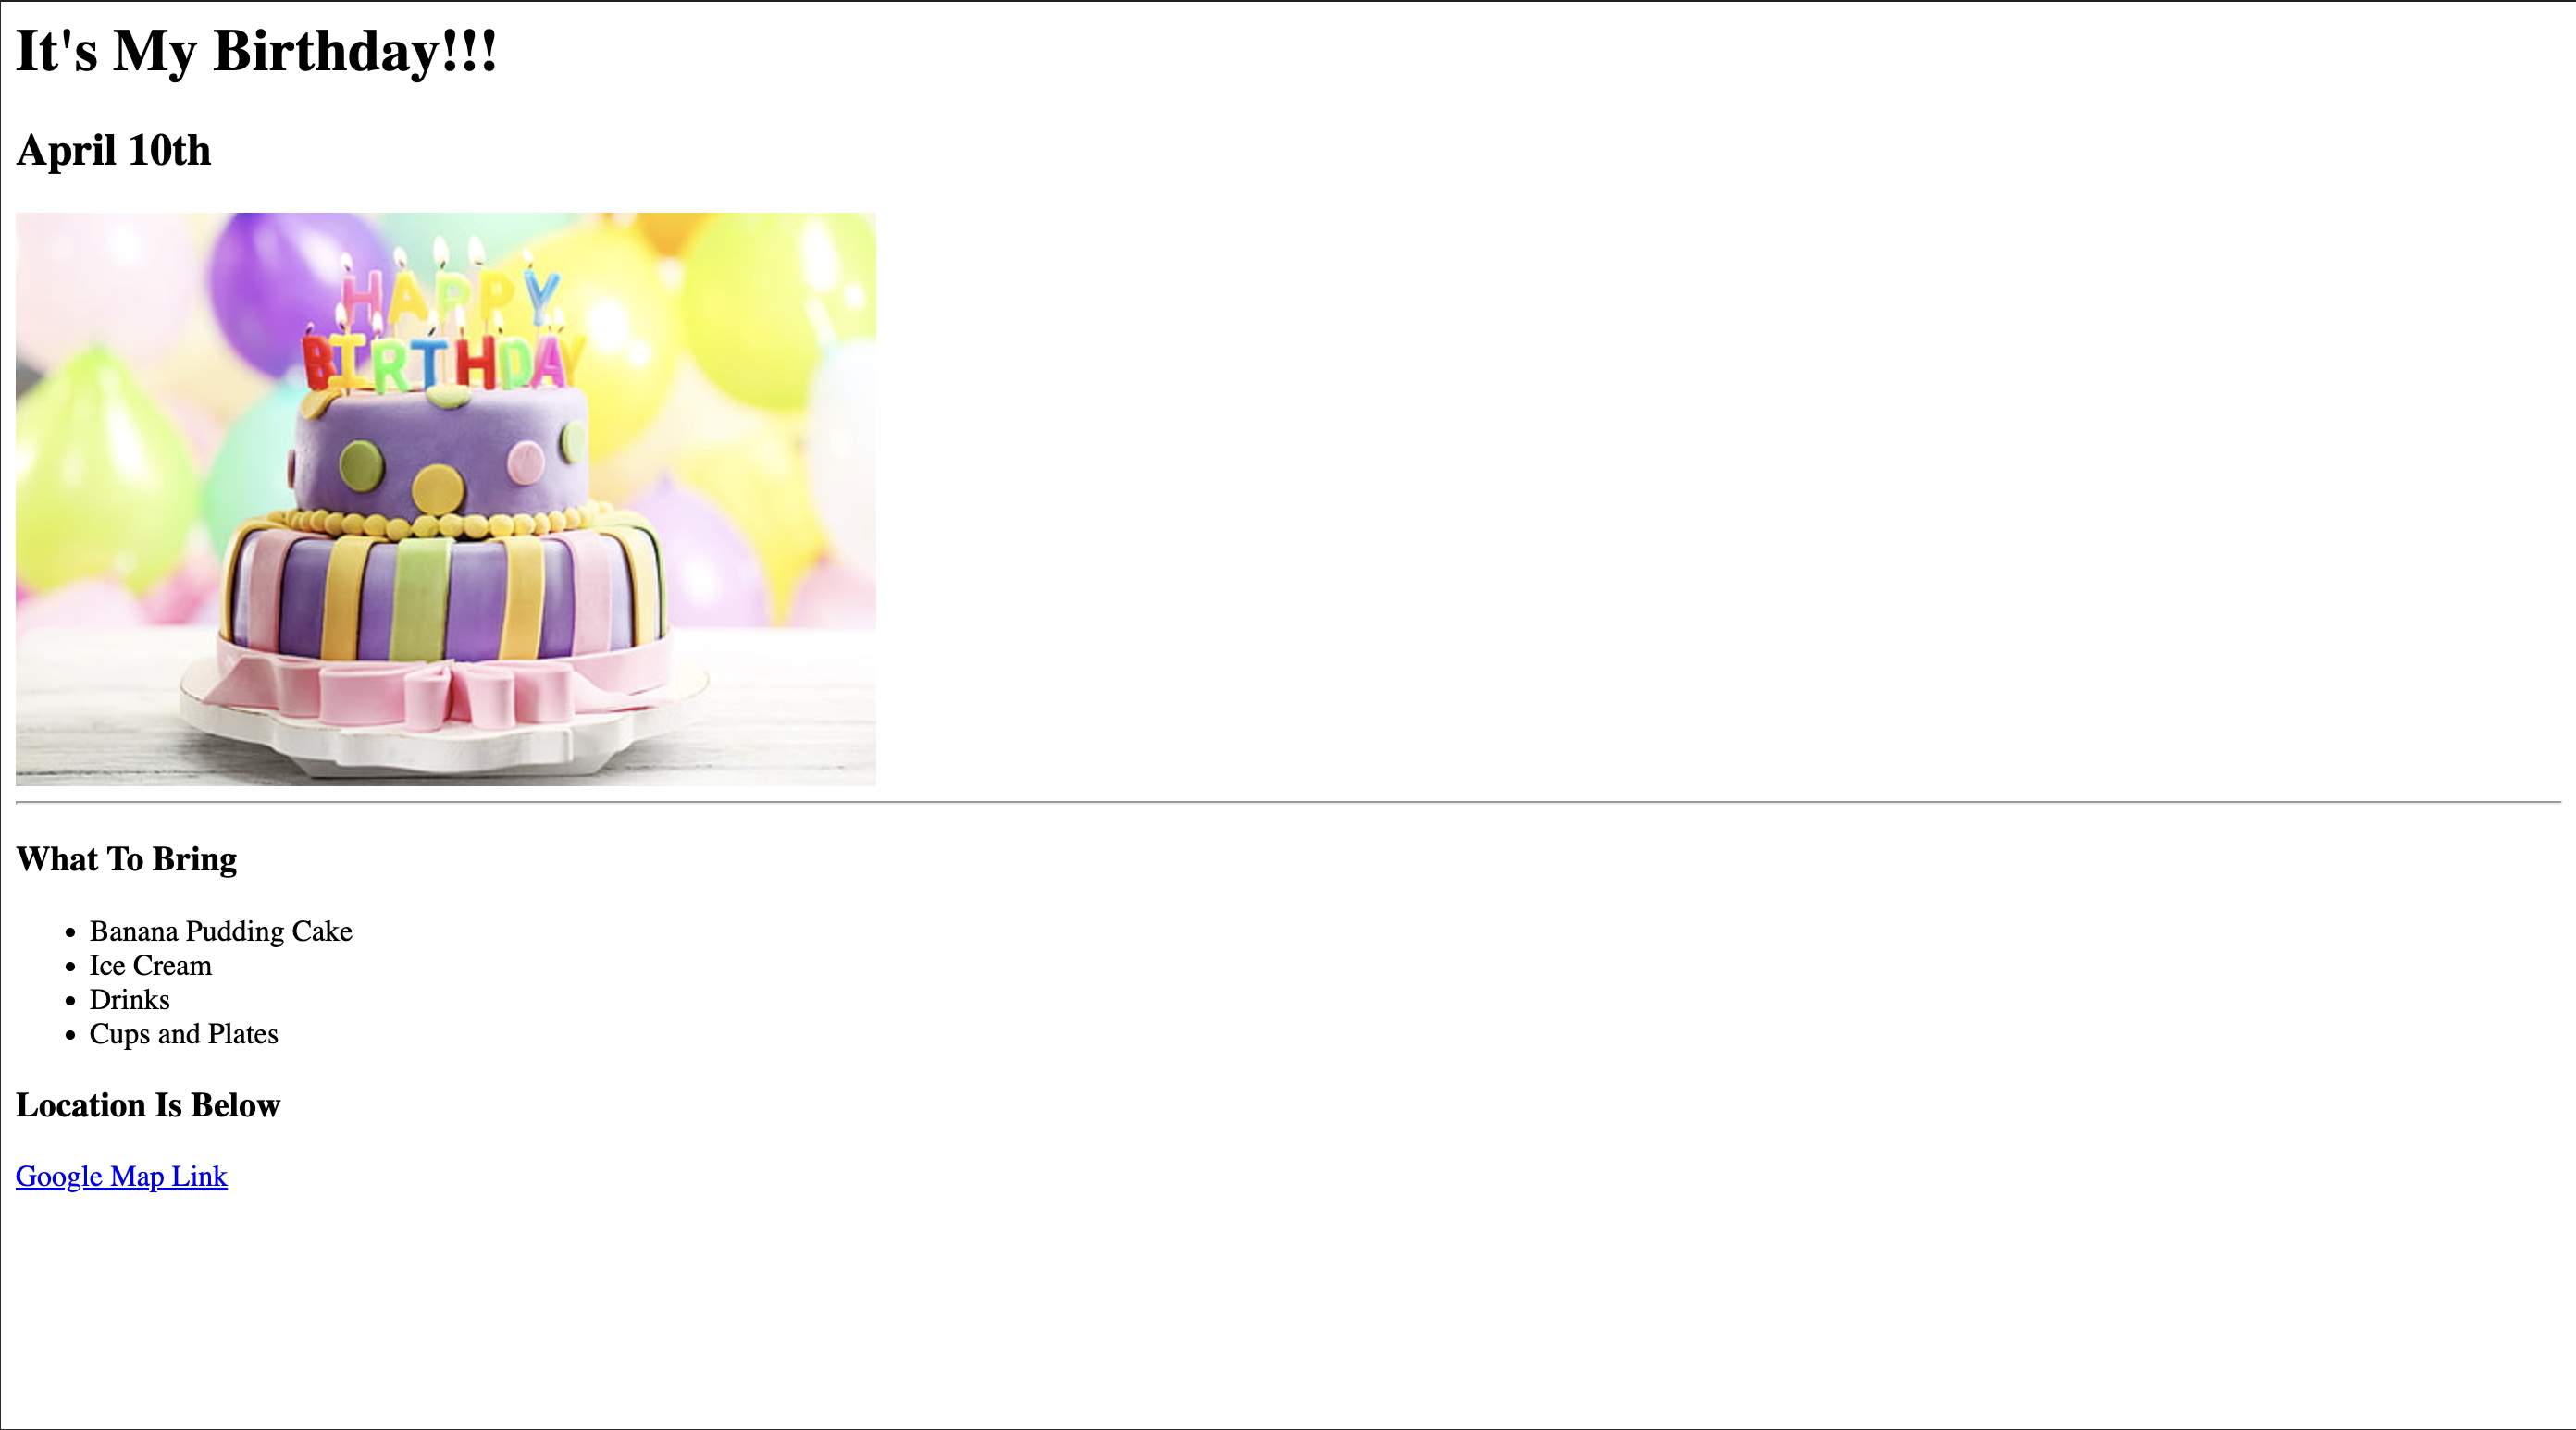 It's My Birthday!!!
April 10th
HAPPY
BIRTHDAY
What To Bring
Banana Pudding Cake
Ice Cream
Drinks
Cups and Plates
Location Is Below
Google Map Link